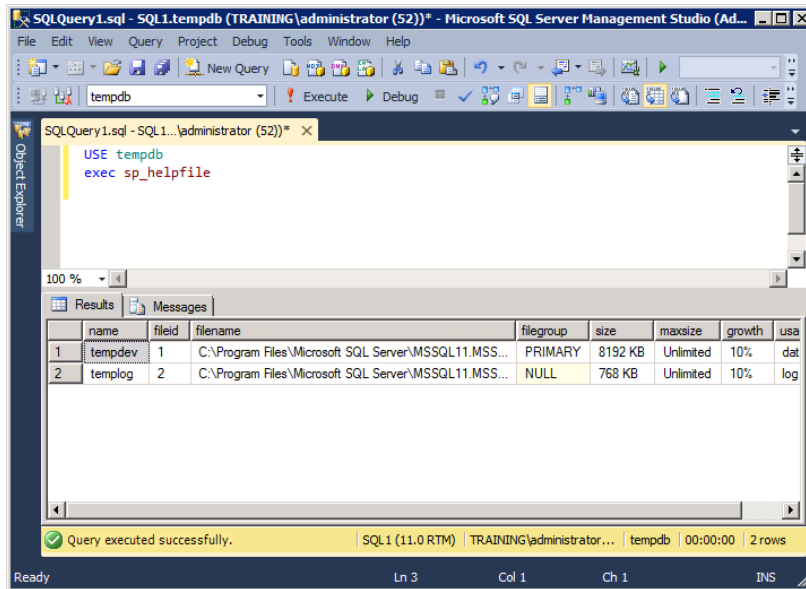 SQLQuery1.sql - SQL1.tempdb (TRAINING\administrator (52))* - Microsoft SQL Server Management Studio (Ad...
File Edit View Query Project Debug Tools Window Help
New Query
tempdb Execute Debug
Object Explorer
SQLQuery1.sql - SQL1...\administrator (52))*
USE tempdb
exec sp_helpfile
100 %
Results Messages
name fileid filename filegroup size maxsize growth usa
1 tempdev 1 C:\Program Files\Microsoft SQL Server\MSSQL11.MSS... PRIMARY 8192 KB Unlimited 10% dat
2 templog 2 C:\Program Files\Microsoft SQL Server\MSSQL11.MSS... NULL 768 KB Unlimited 10% log
Query executed successfully. SQL1 (11.0 RTM) TRAINING\administrator... tempdb 00:00:00 2 rows
Ready Ln 3 Col 1 Ch 1 INS